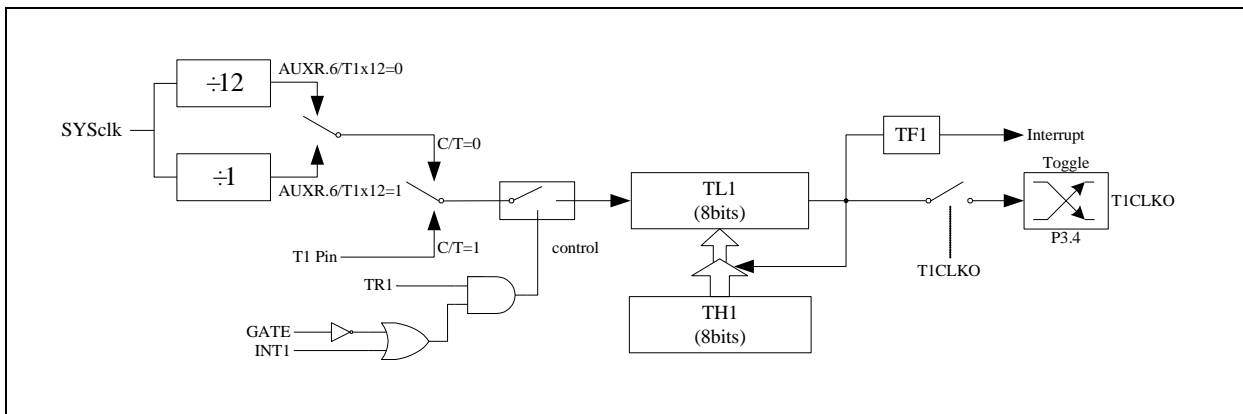 ÷12
AUXR.6/T1x12=0
SYSclk
C/T=0
÷1
AUXR.6/T1x12=1
T1 Pin
C/T=1
control
TR1
GATE
INT1
TL1
(8bits)
TH1
(8bits)
TF1
Interrupt
Toggle
T1CLKO
P3.4
T1CLKO